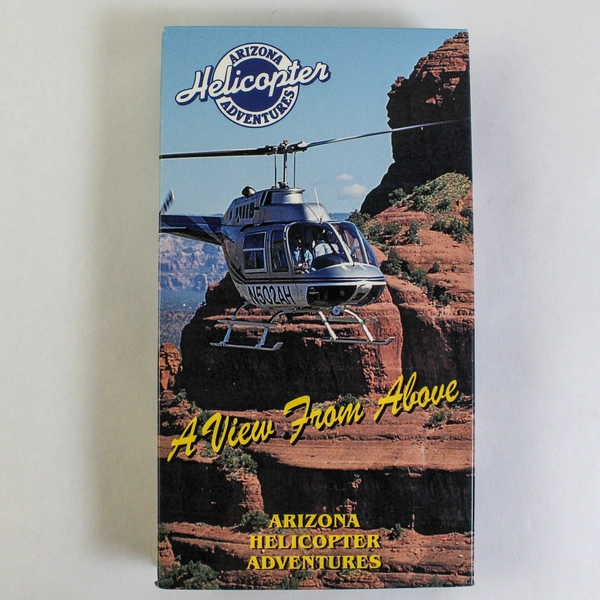 ARIZONA
Helicopter
ADVENTURES
N502AH
A View From Above
ARIZONA
HELICOPTER
ADVENTURES